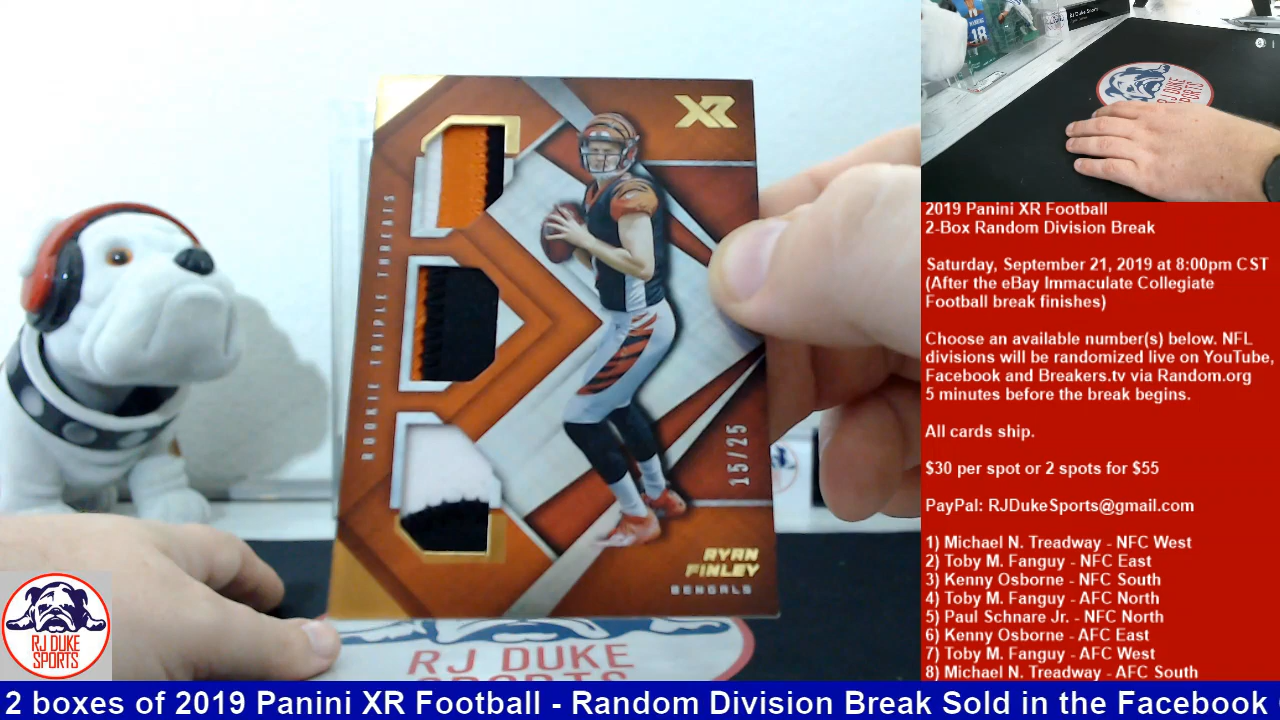 XR
ROOKIE TRIPLE THREATS
15/25
RYAN
FINLEY
BENGALS
RJ DUKE
SPORTS
RJ DUKE
SPORTS
18
RJ DUKE
SPORTS
2019 Panini XR Football
2-Box Random Division Break
Saturday, September 21, 2019 at 8:00pm CST
(After the eBay Immaculate Collegiate
Football break finishes)
Choose an available number(s) below. NFL
divisions will be randomized live on YouTube,
Facebook and Breakers.tv via Random.org
5 minutes before the break begins.
All cards ship.
$30 per spot or 2 spots for $55
PayPal: RJDukeSports@gmail.com
1) Michael N. Treadway - NFC West
2) Toby M. Fanguy - NFC East
3) Kenny Osborne - NFC South
4) Toby M. Fanguy - AFC North
5) Paul Schnare Jr. - NFC North
6) Kenny Osborne - AFC East
7) Toby M. Fanguy - AFC West
8) Michael N. Treadway - AFC South
2 boxes of 2019 Panini XR Football - Random Division Break Sold in the Facebook